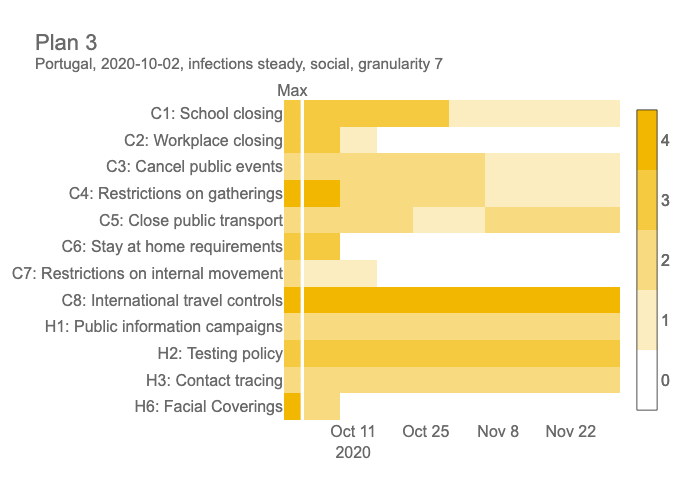 Plan 3
Portugal, 2020-10-02, infections steady, social, granularity 7
Max
C1: School closing
C2: Workplace closing
C3: Cancel public events
C4: Restrictions on gatherings
C5: Close public transport
C6: Stay at home requirements
C7: Restrictions on internal movement
C8: International travel controls
H1: Public information campaigns
H2: Testing policy
H3: Contact tracing
H6: Facial Coverings
4
3
2
1
0
Oct 11 Oct 25 Nov 8 Nov 22
2020